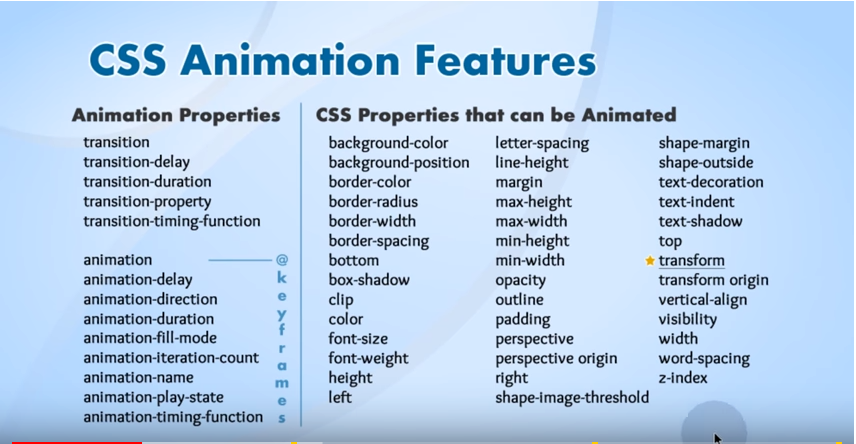 CSS Animation Features
Animation Properties
transition
transition-delay
transition-duration
transition-property
transition-timing-function
animation
animation-delay
animation-direction
animation-duration
animation-fill-mode
animation-iteration-count
animation-name
animation-play-state
animation-timing-function
@keyframes
CSS Properties that can be Animated
background-color
background-position
border-color
border-radius
border-width
border-spacing
bottom
box-shadow
clip
color
font-size
font-weight
height
left
letter-spacing
line-height
margin
max-height
max-width
min-height
min-width
opacity
outline
padding
perspective
perspective origin
right
shape-image-threshold
shape-margin
shape-outside
text-decoration
text-indent
text-shadow
top
transform
transform origin
vertical-align
visibility
width
word-spacing
z-index